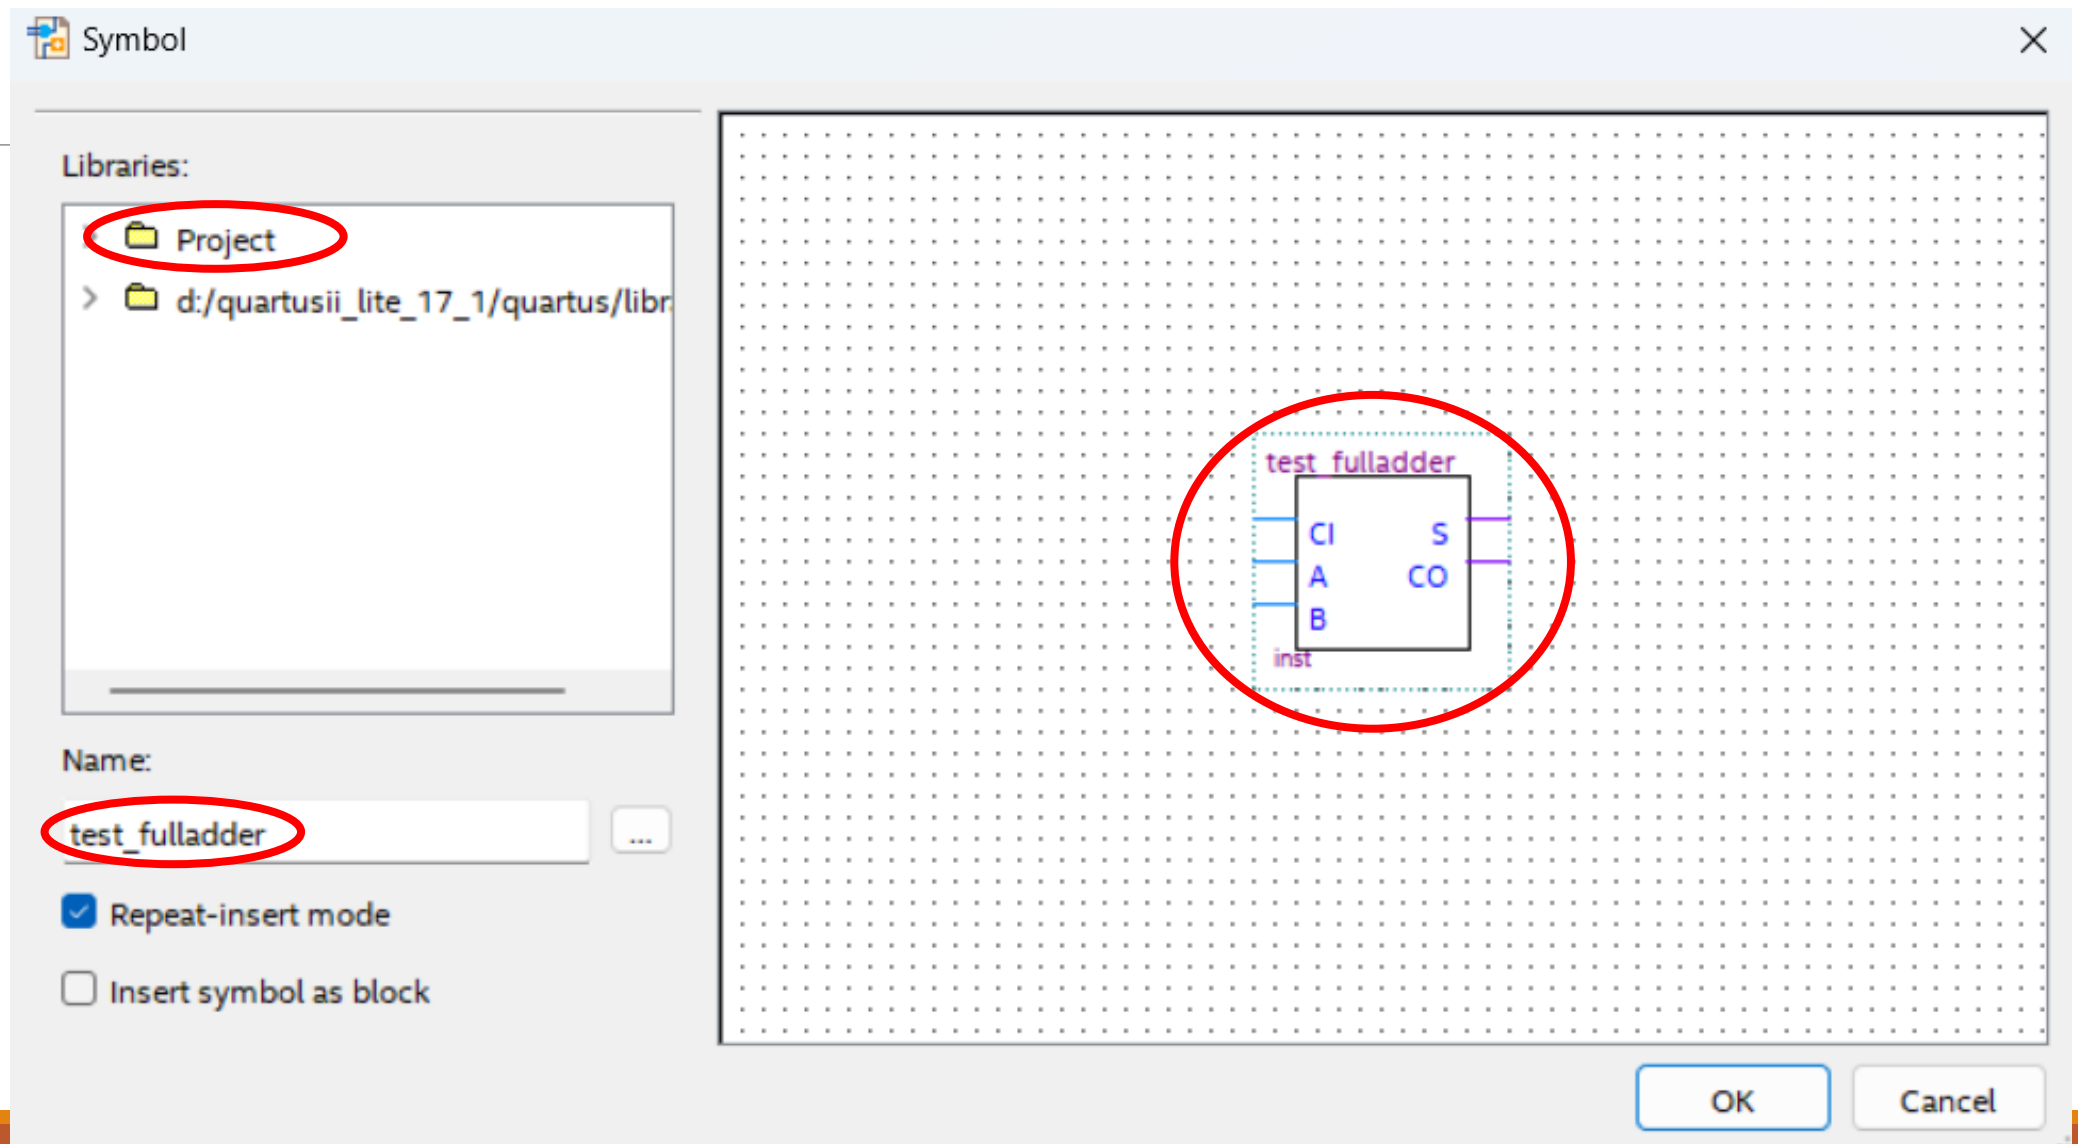 Symbol
Libraries:
Project
d:/quartusii_lite_17_1/quartus/libr
Name:
test_fulladder
...
Repeat-insert mode
Insert symbol as block
test_fulladder
CI S
A CO
B
inst
OK Cancel